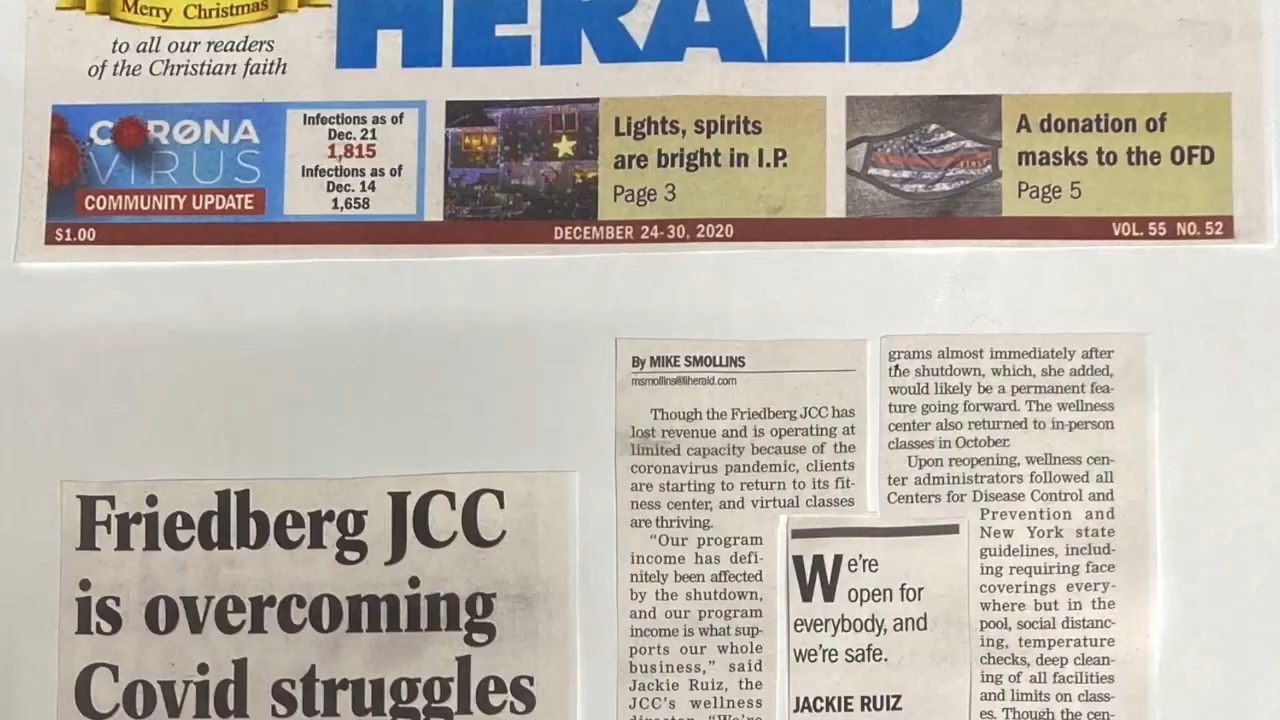 Merry Christmas
to all our readers
of the Christian faith
HERALD
CORONA
VIRUS
COMMUNITY UPDATE
Infections as of
Dec. 21
1,815
Infections as of
Dec. 14
1,658
Lights, spirits
are bright in I.P.
Page 3
A donation of
masks to the OFD
Page 5
$1.00
DECEMBER 24-30, 2020
VOL. 55 NO. 52
Friedberg JCC
is overcoming
Covid struggles
By MIKE SMOLLINS
msmollins@liherald.com
Though the Friedberg JCC has
lost revenue and is operating at
limited capacity because of the
coronavirus pandemic, clients
are starting to return to its fit-
ness center, and virtual classes
are thriving.
"Our program
income has defi-
nitely been affected
by the shutdown,
and our program
income is what sup-
ports our whole
business," said
Jackie Ruiz, the
JCC's wellness
We're
open for
everybody, and
we're safe.
JACKIE RUIZ
grams almost immediately after
the shutdown, which, she added,
would likely be a permanent fea-
ture going forward. The wellness
center also returned to in-person
classes in October.
Upon reopening, wellness cen-
ter administrators followed all
Centers for Disease Control and
Prevention and
New York state
guidelines, includ-
ing requiring face
coverings every-
where but in the
pool, social distanc-
ing, temperature
checks, deep clean-
ing of all facilities
and limits on class-
es. Though the cen-